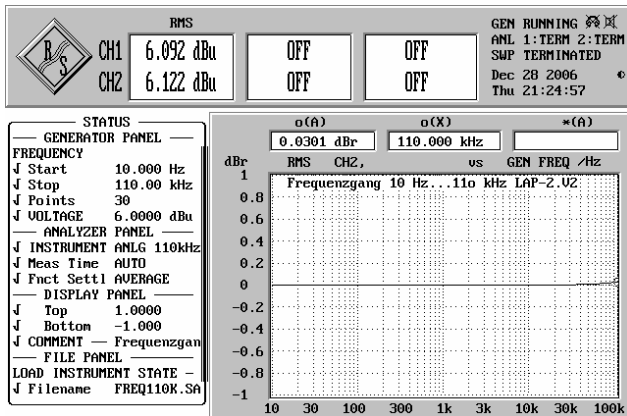 RMS
R&S
CH1 6.092 dBu OFF OFF
CH2 6.122 dBu OFF OFF
GEN RUNNING
ANL 1:TERM 2:TERM
SWP TERMINATED
Dec 28 2006
Thu 21:24:57
STATUS
GENERATOR PANEL
FREQUENCY
Start 10.000 Hz
Stop 110.00 kHz
Points 30
VOLTAGE 6.0000 dBu
ANALYZER PANEL
INSTRUMENT ANLG 110kHz
Meas Time AUTO
Fnct Settl AVERAGE
DISPLAY PANEL
Top 1.0000
Bottom -1.000
COMMENT — Frequenzgan
FILE PANEL
LOAD INSTRUMENT STATE –
Filename FREQ110K.SA
o(A) o(X) *(A)
0.0301 dBr 110.000 kHz
dBr RMS CH2, vs GEN FREQ /Hz
Frequenzgang 10 Hz...11o kHz LAP-2.V2
1
0.8
0.6
0.4
0.2
0
-0.2
-0.4
-0.6
-0.8
-1
10 30 100 300 1k 3k 10k 30k 100k